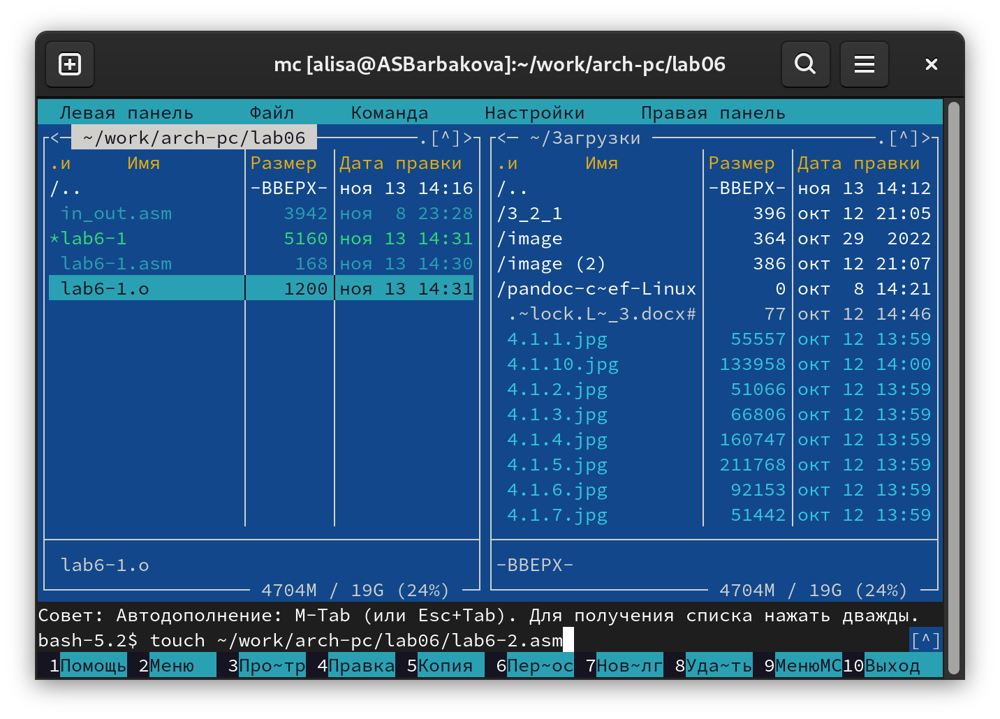 mc [alisa@ASBarbakova]:~/work/arch-pc/lab06
Левая панель Файл Команда Настройки Правая панель
<— ~/work/arch-pc/lab06 .[^]> <— ~/Загрузки .[^]>
.и Имя Размер Дата правки .и Имя Размер Дата правки
/.. -ВВЕРХ- ноя 13 14:16 /.. -ВВЕРХ- ноя 13 14:12
in_out.asm 3942 ноя 8 23:28 /3_2_1 396 окт 12 21:05
*lab6-1 5160 ноя 13 14:31 /image 364 окт 29 2022
lab6-1.asm 168 ноя 13 14:30 /image (2) 386 окт 12 21:07
lab6-1.o 1200 ноя 13 14:31 /pandoc-c~ef-Linux 0 окт 8 14:21
.~lock.L~_3.docx# 77 окт 12 14:46
4.1.1.jpg 55557 окт 12 13:59
4.1.10.jpg 133958 окт 12 14:00
4.1.2.jpg 51066 окт 12 13:59
4.1.3.jpg 66806 окт 12 13:59
4.1.4.jpg 160747 окт 12 13:59
4.1.5.jpg 211768 окт 12 13:59
4.1.6.jpg 92153 окт 12 13:59
4.1.7.jpg 51442 окт 12 13:59
lab6-1.o -ВВЕРХ-
4704M / 19G (24%) 4704M / 19G (24%)
Совет: Автодополнение: M-Tab (или Esc+Tab). Для получения списка нажать дважды.
bash-5.2$ touch ~/work/arch-pc/lab06/lab6-2.asm [^]
1Помощь 2Меню 3Про~тр 4Правка 5Копия 6Пер~ос 7Нов~лг 8Уда~ть 9МенюMC 10Выход